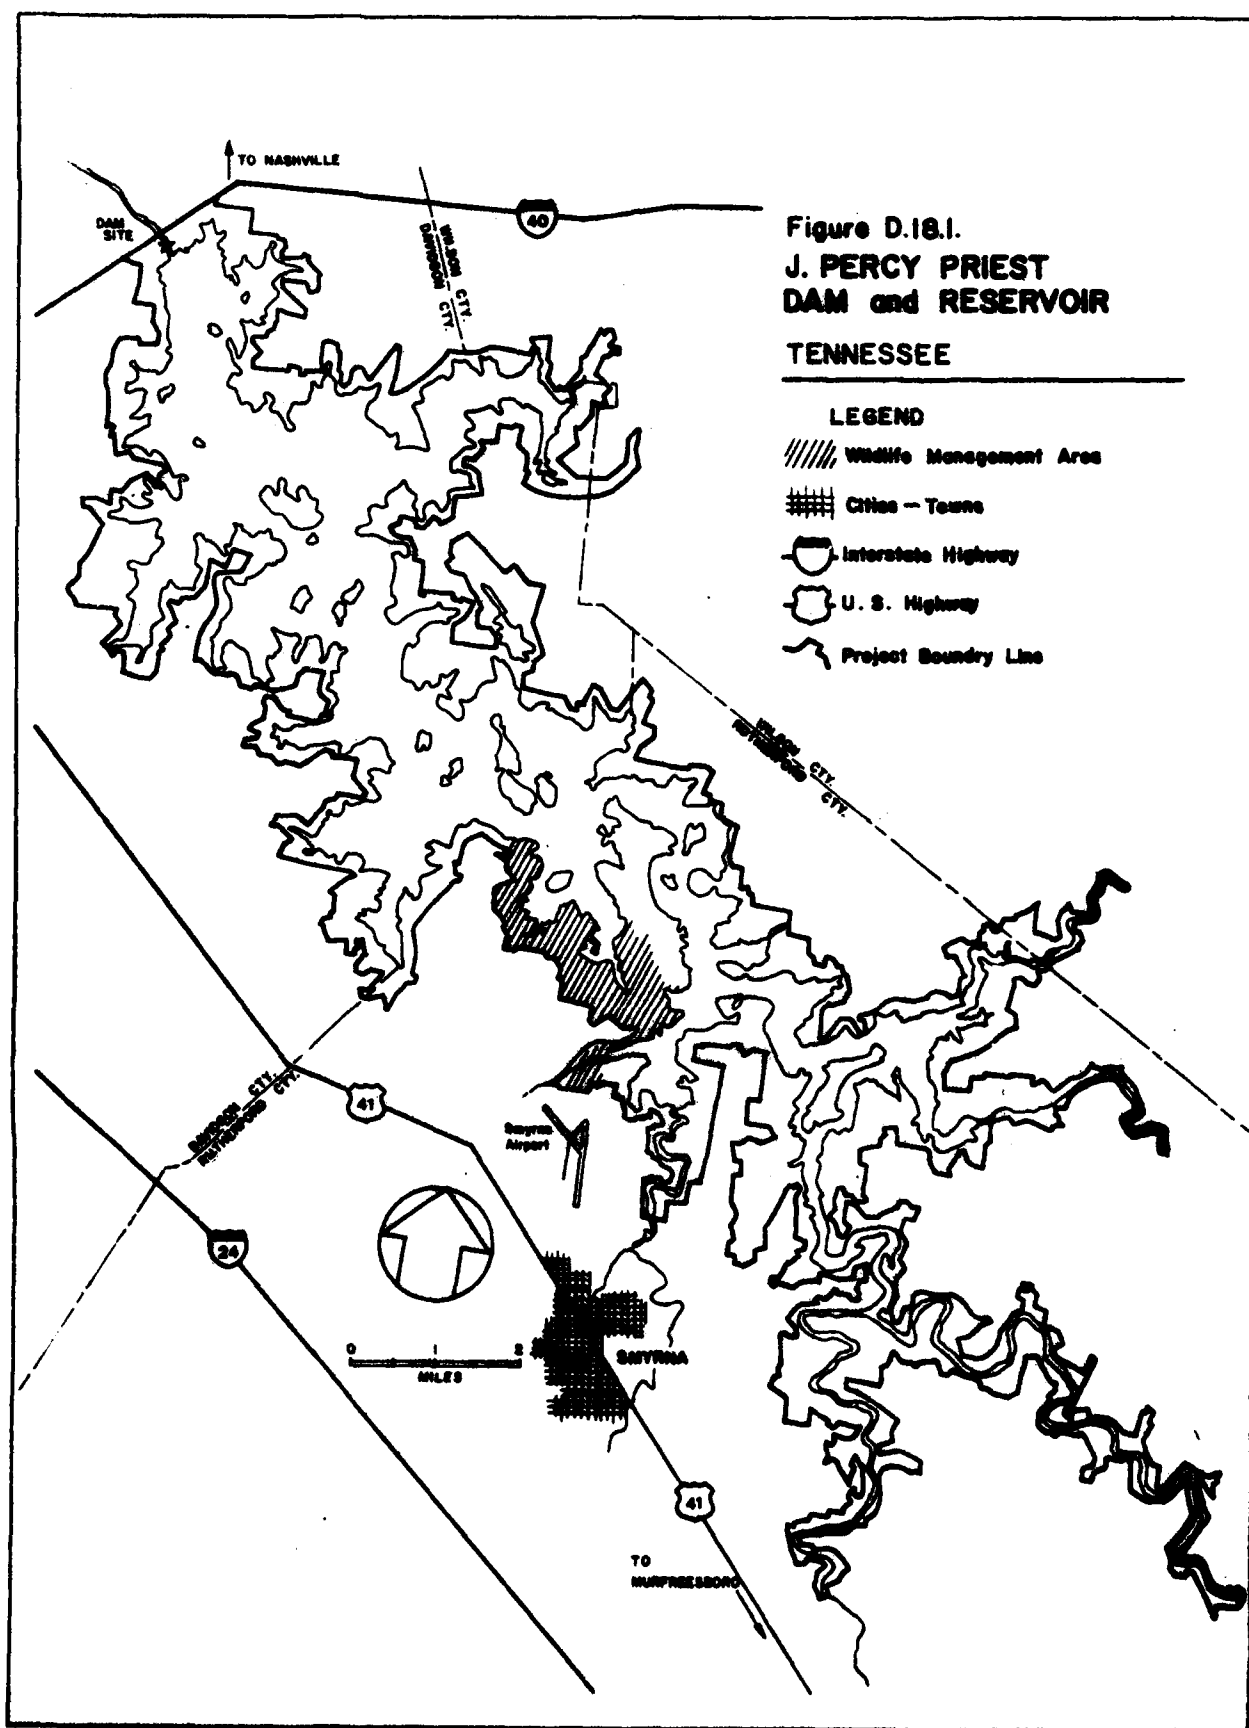 TO NASHVILLE
DAM
SITE
40
WILSON CTY.
DAVIDSON CTY.
Figure D.18.1.
J. PERCY PRIEST
DAM and RESERVOIR
TENNESSEE
LEGEND
Wildlife Management Area
Cities - Towns
Interstate Highway
U. S. Highway
Project Boundry Line
WILSON CTY.
RUTHERFORD CTY.
DAVIDSON CTY.
RUTHERFORD CTY.
41
Smyrna
Airport
24
0 1 2
MILES
SMYRNA
41
TO
MURFREESBORO